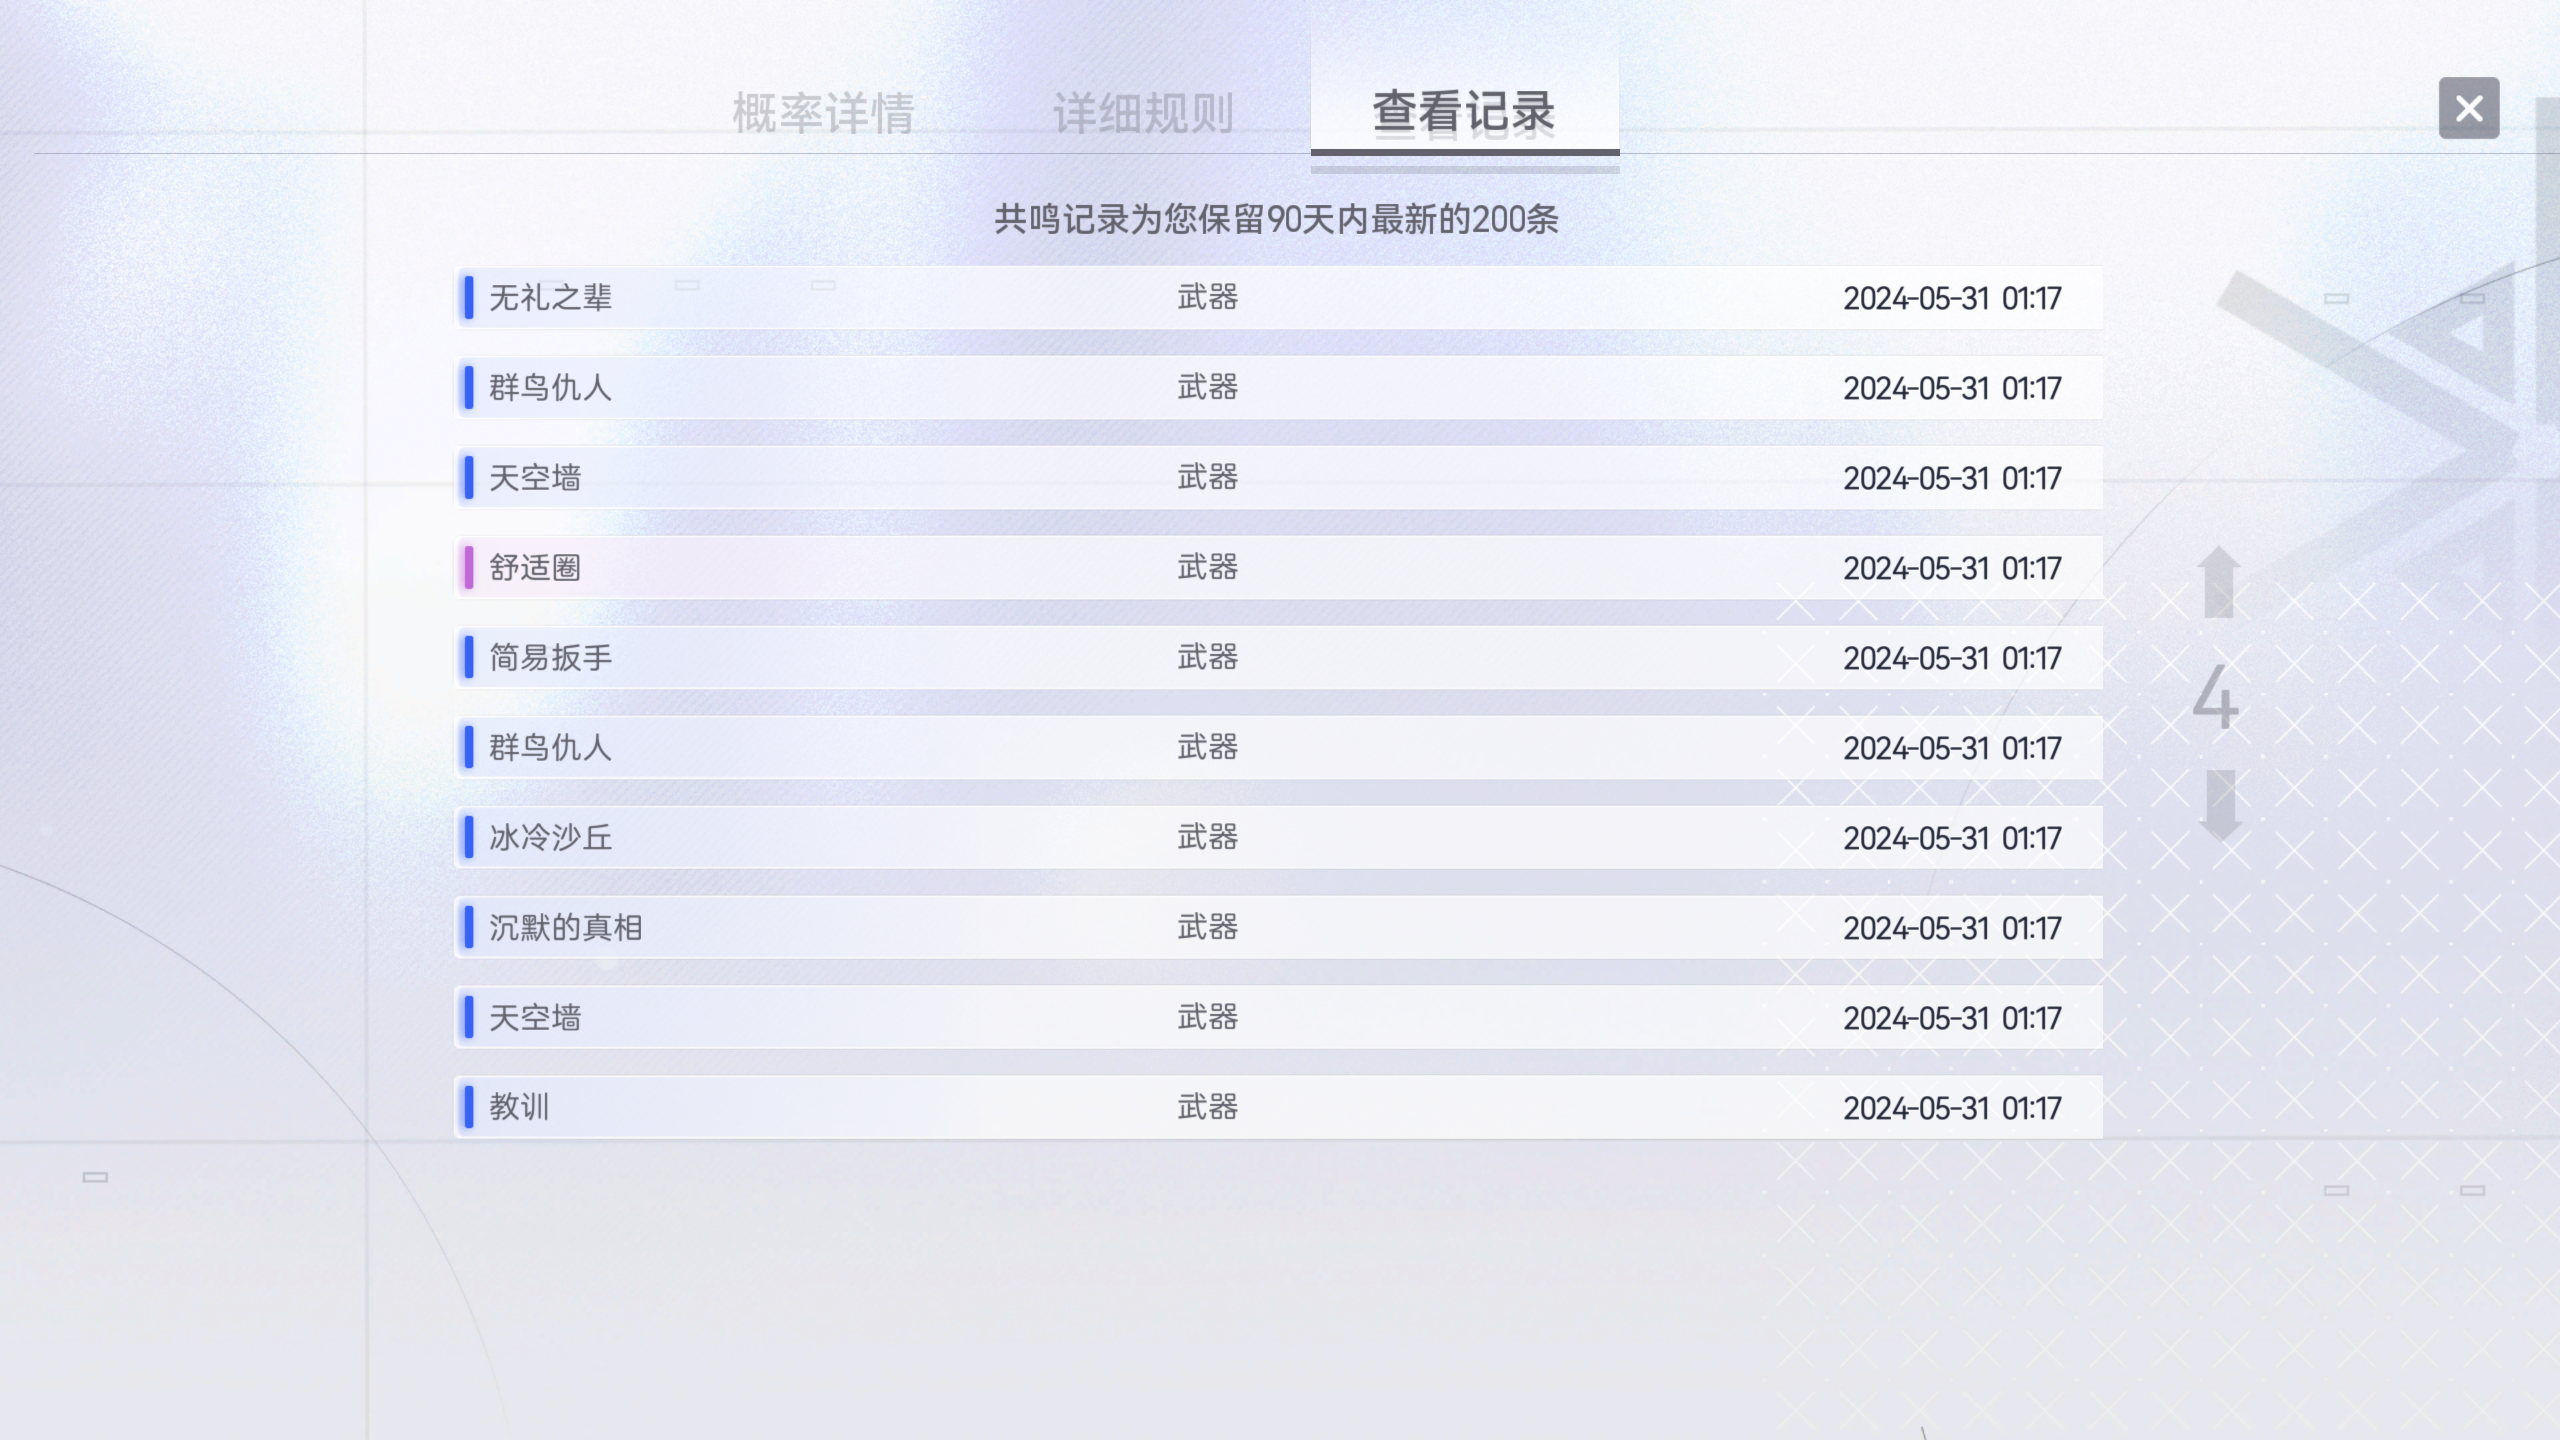 概率详情 详细规则 查看记录
共鸣记录为您保留90天内最新的200条
无礼之辈 武器 2024-05-31 01:17
群鸟仇人 武器 2024-05-31 01:17
天空墙 武器 2024-05-31 01:17
舒适圈 武器 2024-05-31 01:17
简易扳手 武器 2024-05-31 01:17
群鸟仇人 武器 2024-05-31 01:17
冰冷沙丘 武器 2024-05-31 01:17
沉默的真相 武器 2024-05-31 01:17
天空墙 武器 2024-05-31 01:17
教训 武器 2024-05-31 01:17
4